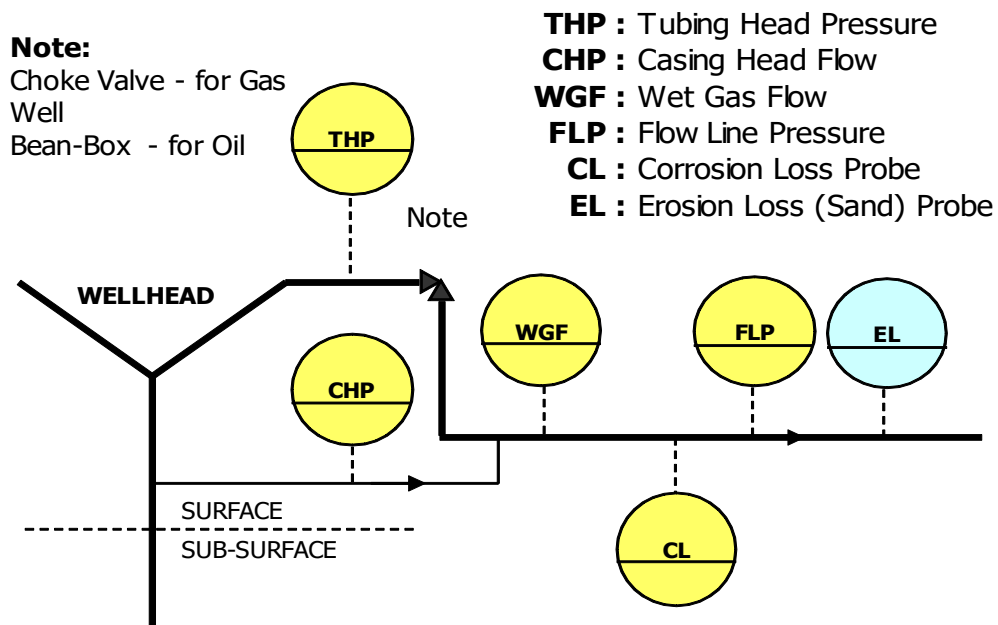 Note:
Choke Valve - for Gas
Well
Bean-Box - for Oil
THP : Tubing Head Pressure
CHP : Casing Head Flow
WGF : Wet Gas Flow
FLP : Flow Line Pressure
CL : Corrosion Loss Probe
EL : Erosion Loss (Sand) Probe
THP
Note
WELLHEAD
WGF
FLP
EL
CHP
SURFACE
SUB-SURFACE
CL